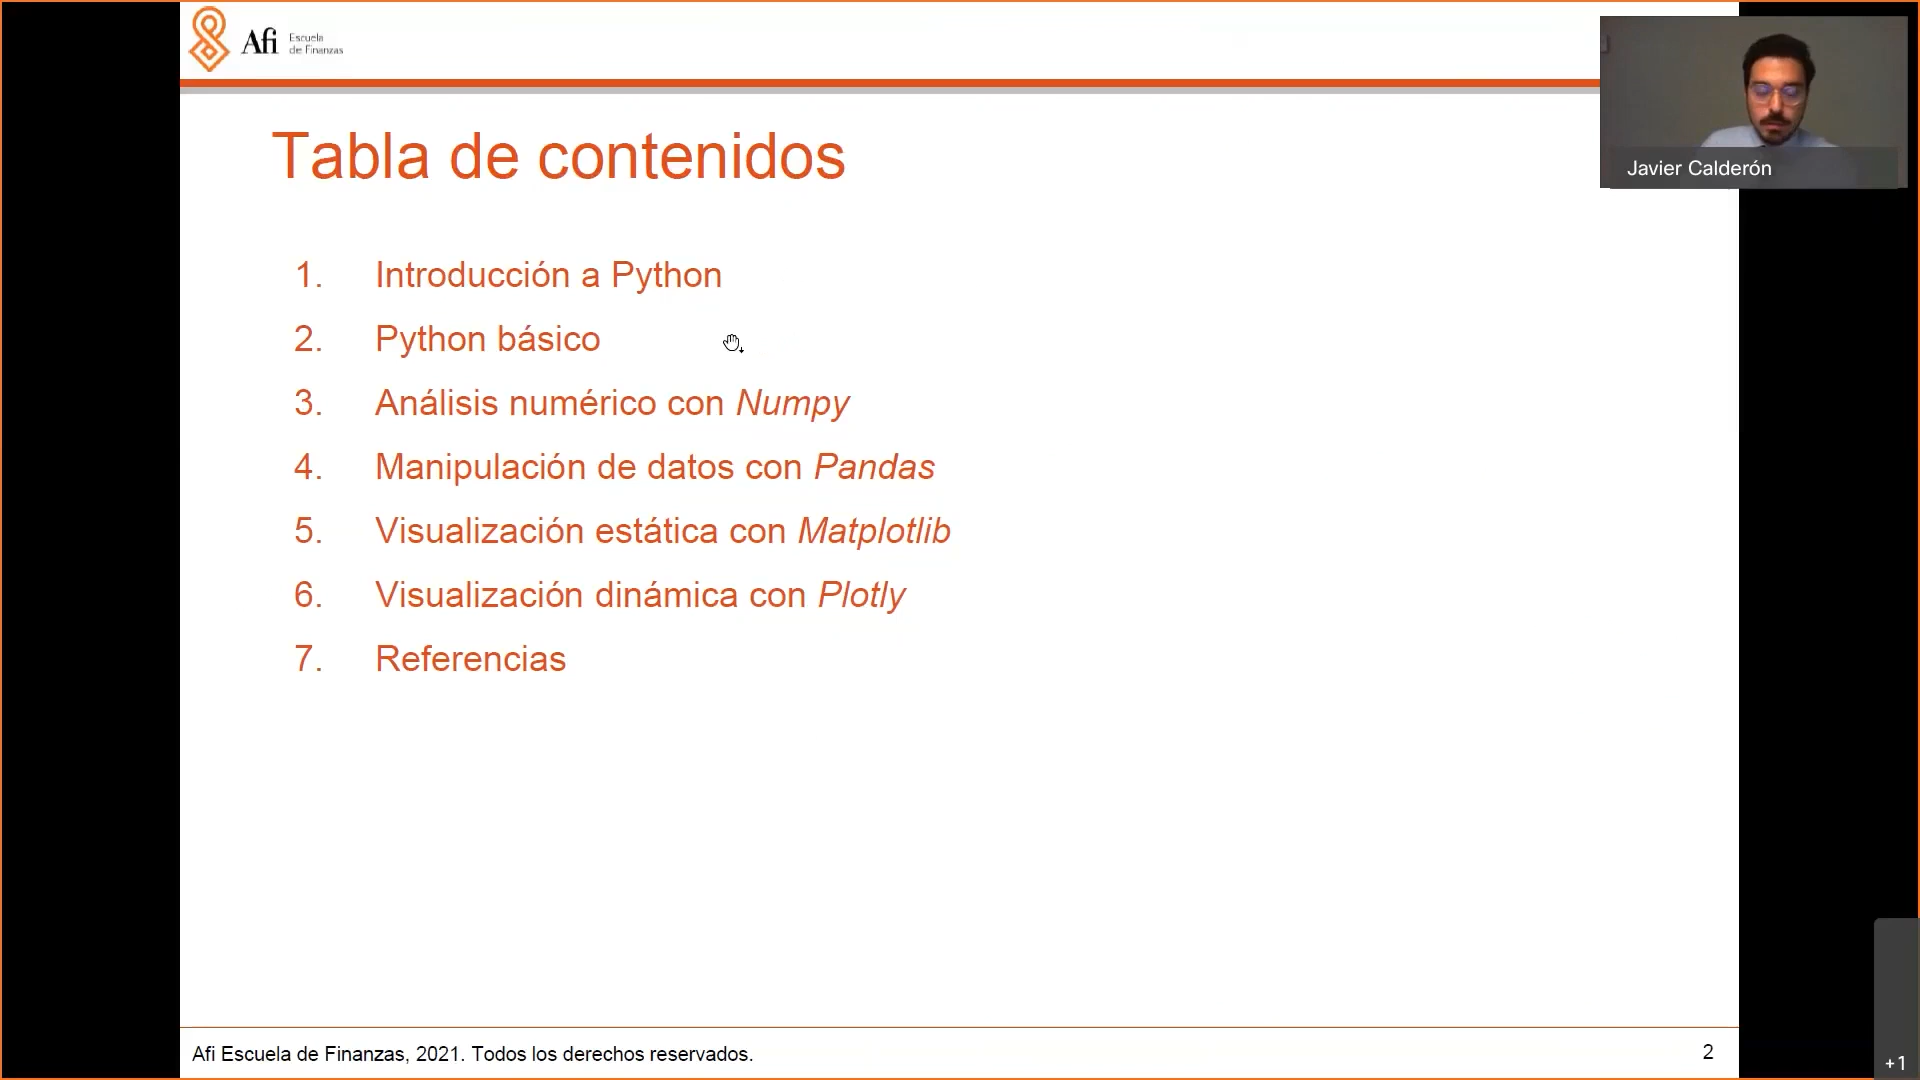 Afi Escuela
de Finanzas
Javier Calderón
Tabla de contenidos
1. Introducción a Python
2. Python básico
3. Análisis numérico con Numpy
4. Manipulación de datos con Pandas
5. Visualización estática con Matplotlib
6. Visualización dinámica con Plotly
7. Referencias
Afi Escuela de Finanzas, 2021. Todos los derechos reservados.
2
+1